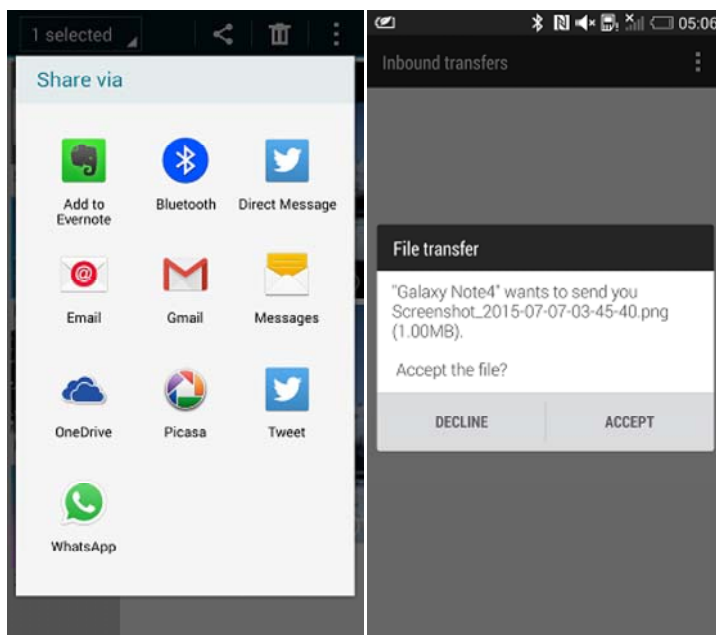 1 selected
Share via
Add to
Evernote
Bluetooth
Direct Message
Email
Gmail
Messages
OneDrive
Picasa
Tweet
WhatsApp
05:06
Inbound transfers
File transfer
"Galaxy Note4" wants to send you
Screenshot_2015-07-07-03-45-40.png
(1.00MB).
Accept the file?
DECLINE
ACCEPT